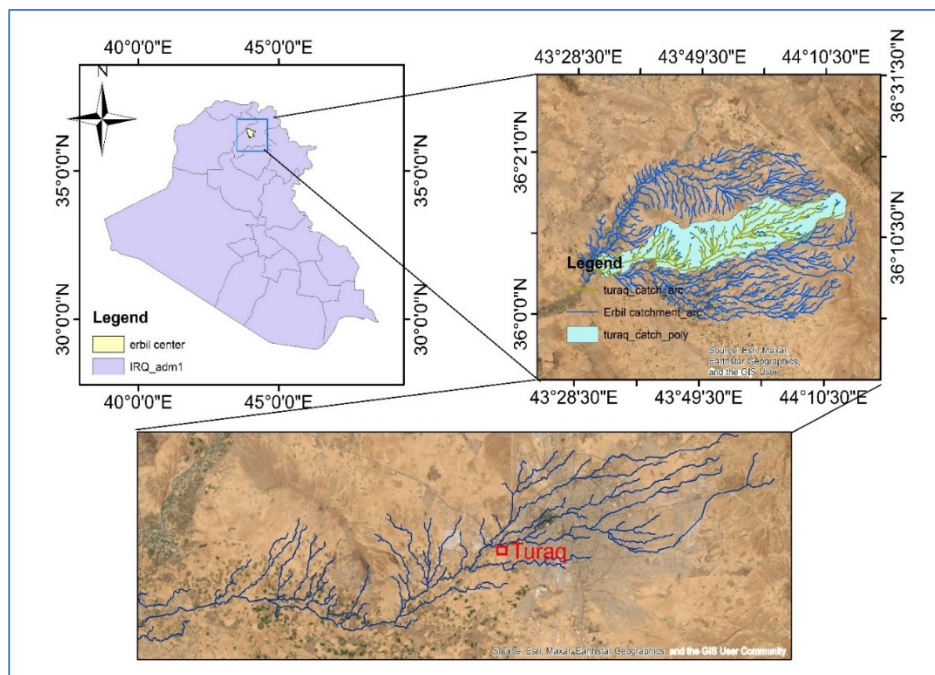 40°0'0"E 45°0'0"E
N
35°0'0"N
30°0'0"N
35°0'0"N
30°0'0"N
Legend
erbil center
IRQ_adm1
40°0'0"E 45°0'0"E
43°28'30"E 43°49'30"E 44°10'30"E
36°21'0"N
36°0'0"N
36°31'30"N
36°10'30"N
Legend
turaq_catch_arc
Erbil catchment_arc
turaq_catch_poly
Source: Esri, Maxar,
Earthstar Geographics,
and the GIS User
43°28'30"E 43°49'30"E 44°10'30"E
Turaq
Source: Esri, Maxar, Earthstar Geographics, and the GIS User Community